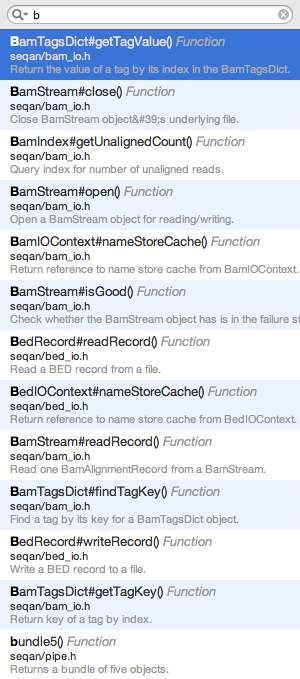 b
BamTagsDict#getTagValue() Function
seqan/bam_io.h
Return the value of a tag by its index in the BamTagsDict.
BamStream#close() Function
seqan/bam_io.h
Close BamStream object&#39;s underlying file.
BamIndex#getUnalignedCount() Function
seqan/bam_io.h
Query index for number of unaligned reads.
BamStream#open() Function
seqan/bam_io.h
Open a BamStream object for reading/writing.
BamIOContext#nameStoreCache() Function
seqan/bam_io.h
Return reference to name store cache from BamIOContext.
BamStream#isGood() Function
seqan/bam_io.h
Check whether the BamStream object has is in the failure st
BedRecord#readRecord() Function
seqan/bed_io.h
Read a BED record from a file.
BedIOContext#nameStoreCache() Function
seqan/bed_io.h
Return reference to name store cache from BedIOContext.
BamStream#readRecord() Function
seqan/bam_io.h
Read one BamAlignmentRecord from a BamStream.
BamTagsDict#findTagKey() Function
seqan/bam_io.h
Find a tag by its key for a BamTagsDict object.
BedRecord#writeRecord() Function
seqan/bed_io.h
Write a BED record to a file.
BamTagsDict#getTagKey() Function
seqan/bam_io.h
Return key of a tag by index.
bundle5() Function
seqan/pipe.h
Returns a bundle of five objects.